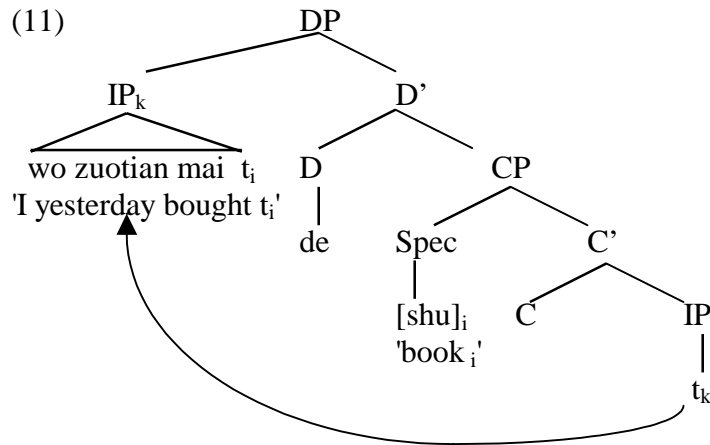 (11) DP
IPk D’
wo zuotian mai ti D CP
'I yesterday bought ti' 
de Spec C’
[shu]i C IP
'book i'
tk